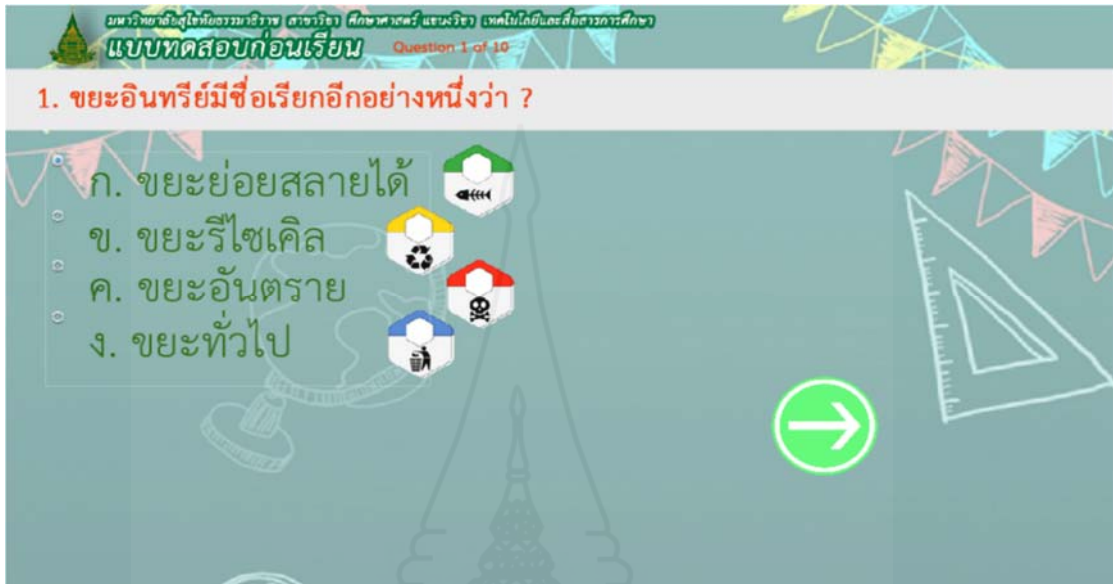 มหาวิทยาลัยสุโขทัยธรรมาธิราช สาขาวิชา ศึกษาศาสตร์ แขนงวิชา เทคโนโลยีและสื่อสารการศึกษา
แบบทดสอบก่อนเรียน Question 1 of 10
1. ขยะอินทรีย์มีชื่อเรียกอีกอย่างหนึ่งว่า ?
ก. ขยะย่อยสลายได้
ข. ขยะรีไซเคิล
ค. ขยะอันตราย
ง. ขยะทั่วไป